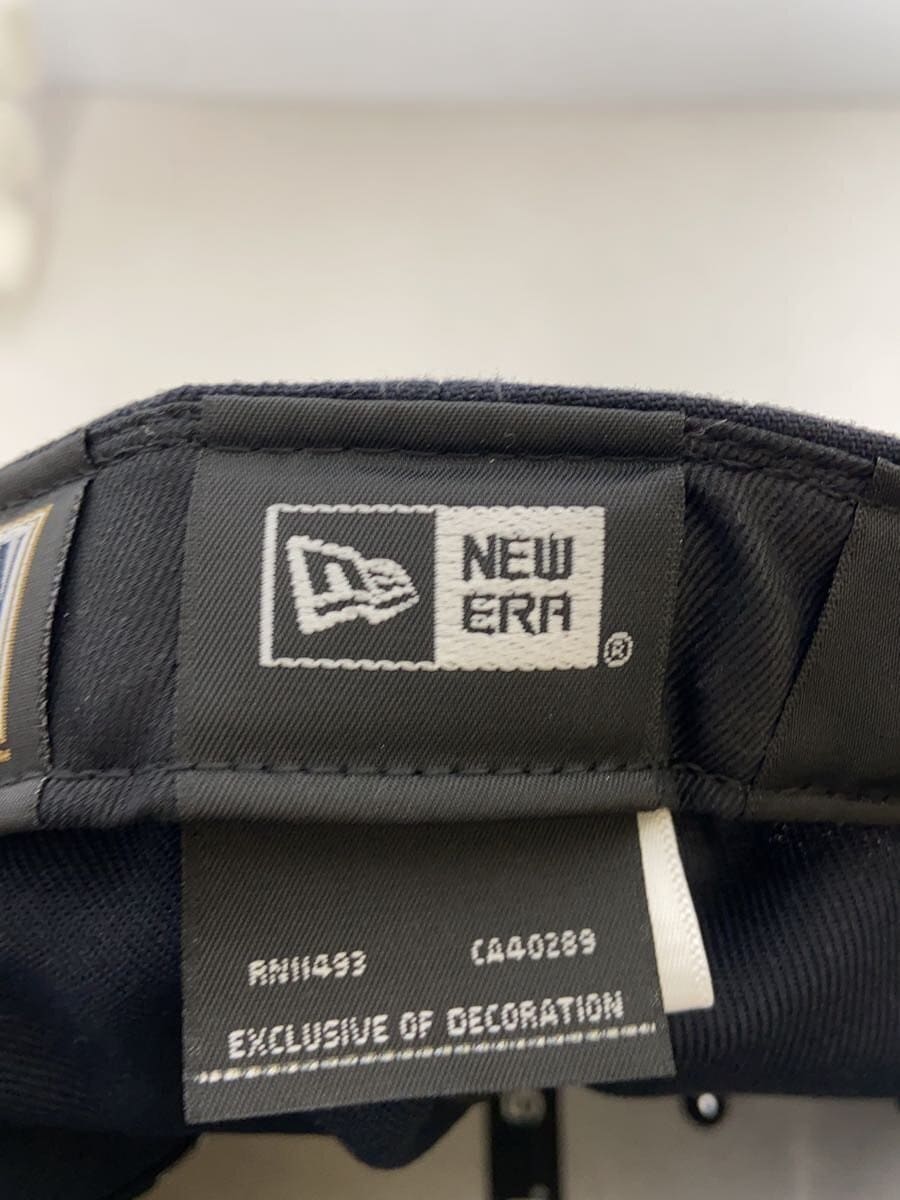 NEW
ERA
®
RN11493 CA40289
EXCLUSIVE OF DECORATION